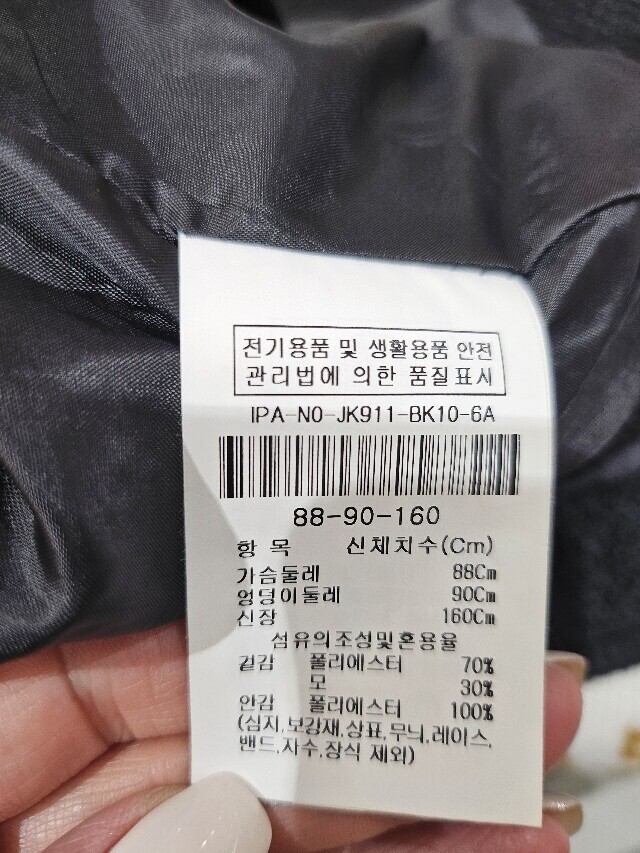 전기용품 및 생활용품 안전
관리법에 의한 품질표시
IPA-NO-JK911-BK10-6A
88-90-160
항 목 신체치수(Cm)
가슴둘레 88Cm
엉덩이둘레 90Cm
신장 160Cm
섬유의조성및혼용율
겉감 폴리에스터 70%
모 30%
안감 폴리에스터 100%
(심지,보강재,상표,무늬,레이스,
밴드,자수,장식 제외)